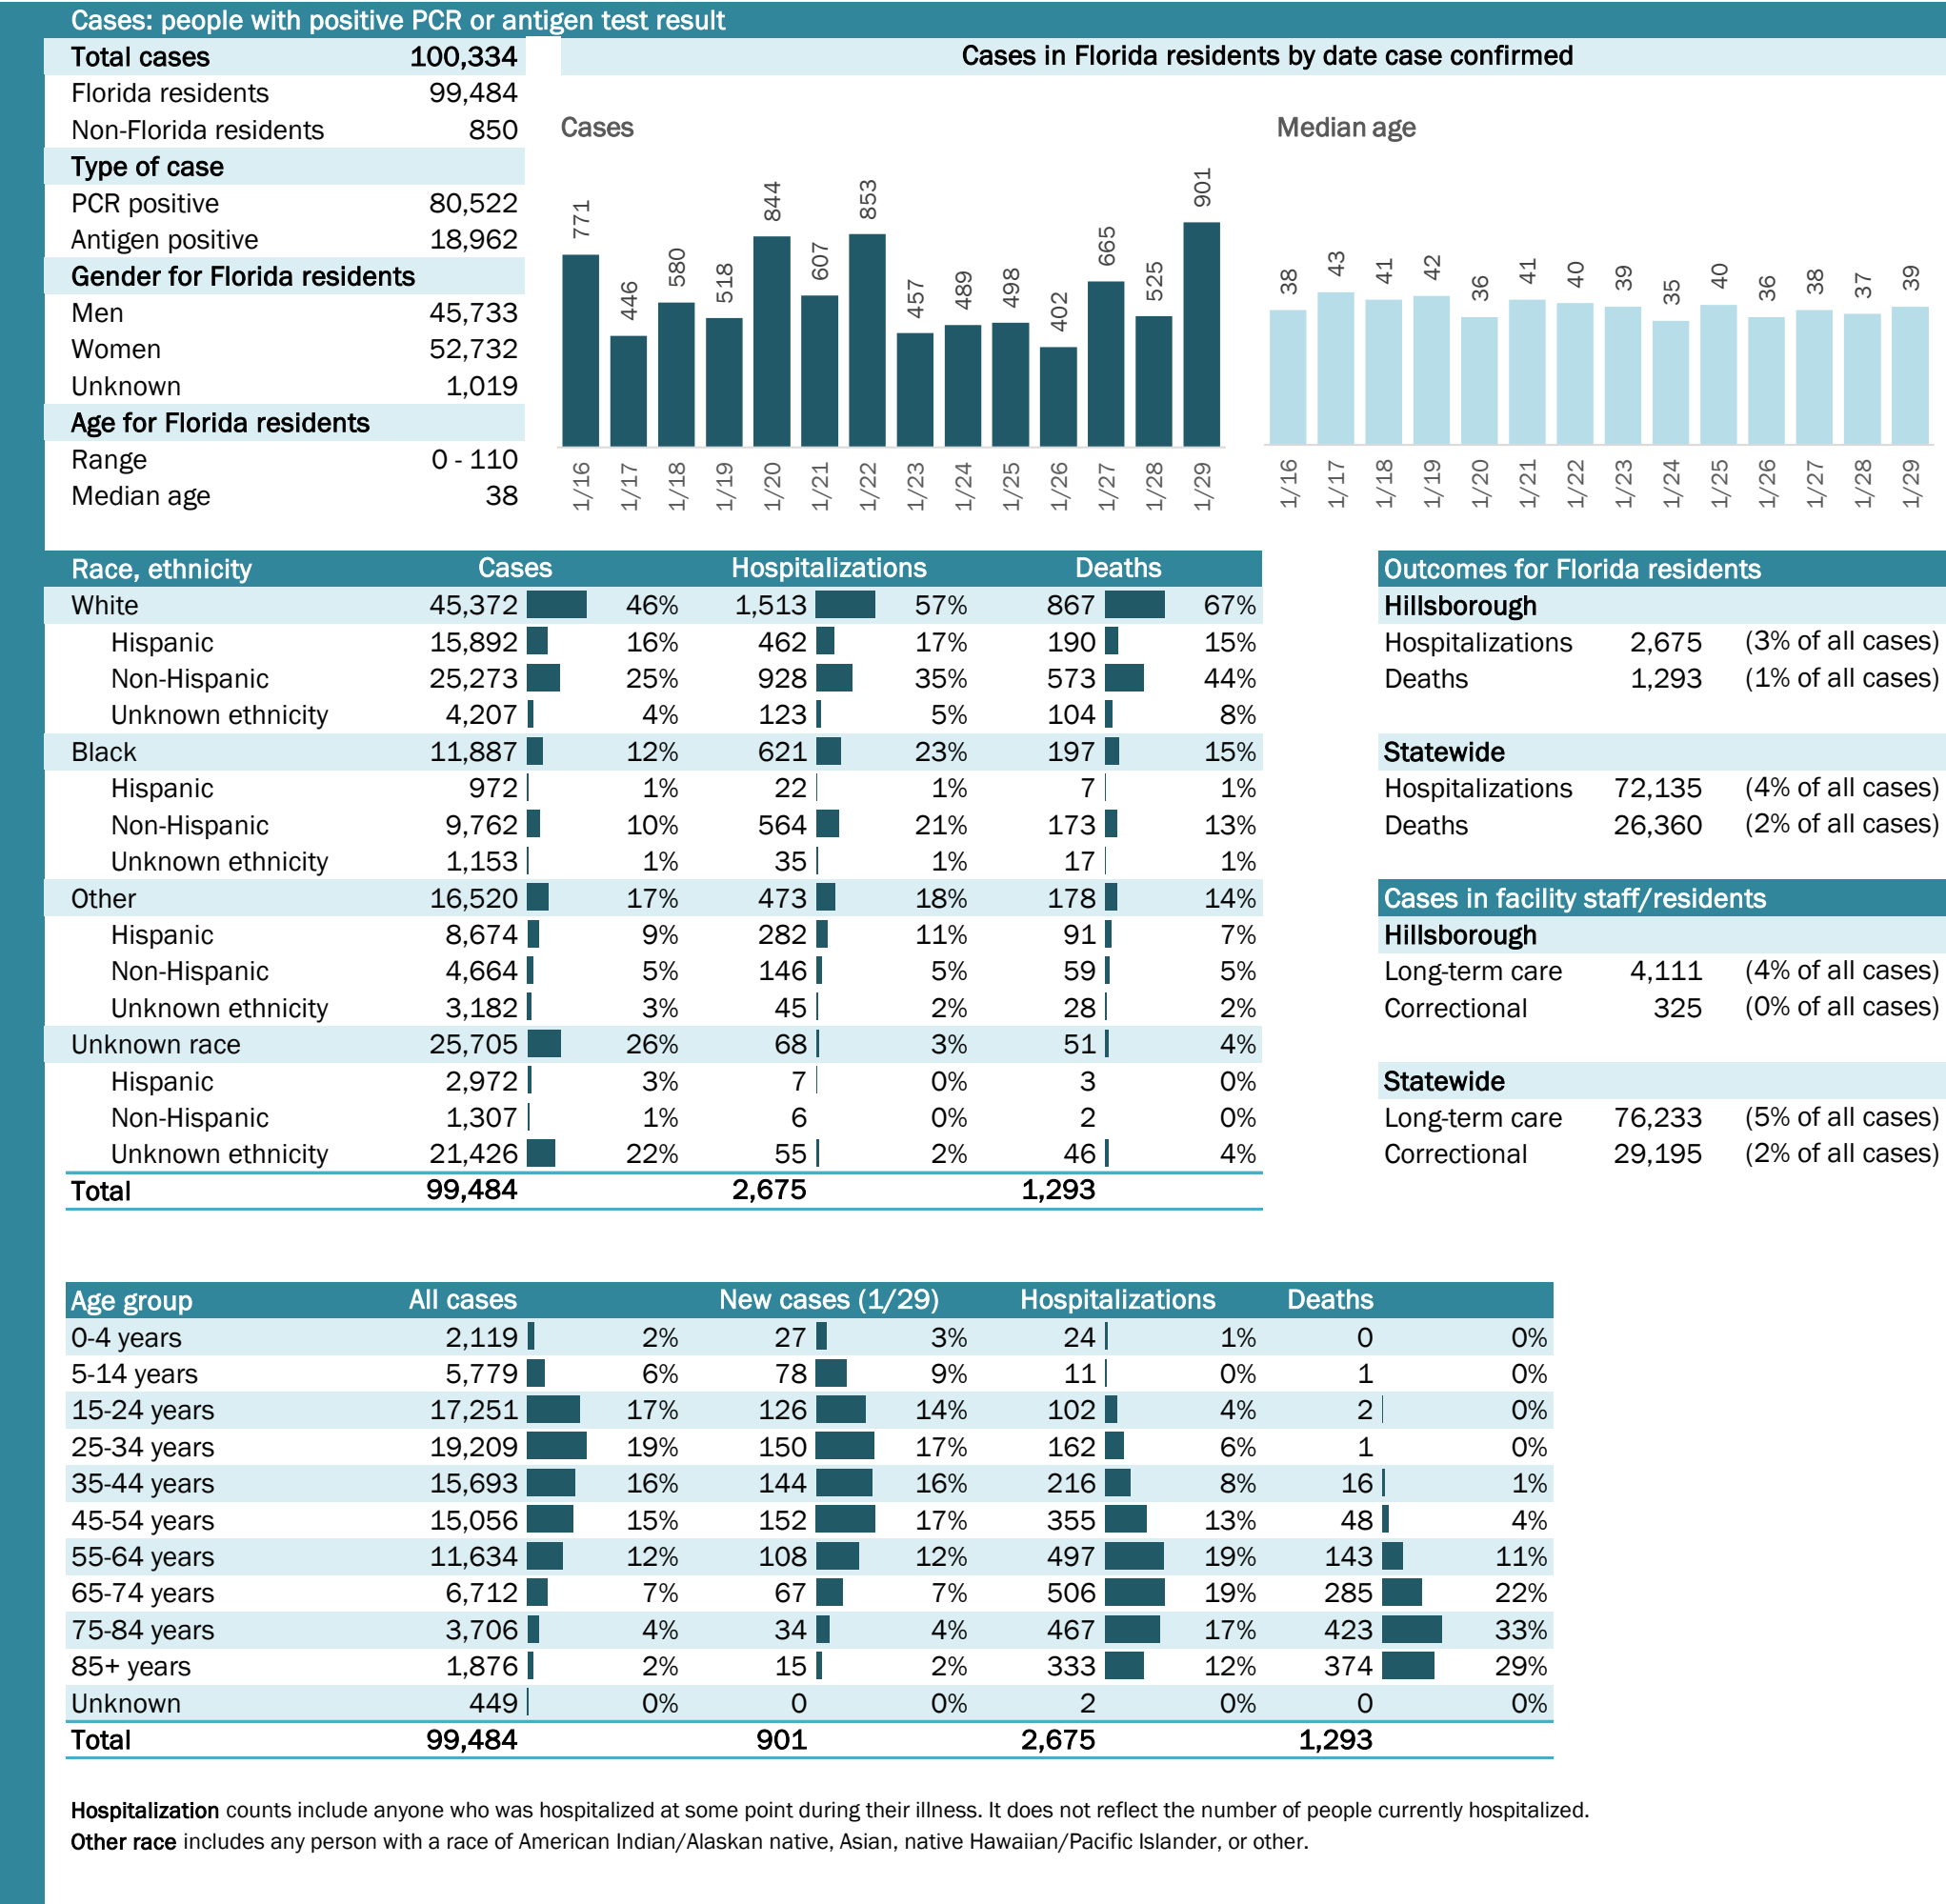 Cases: people with positive PCR or antigen test result
Total cases 100,334
Florida residents 99,484
Non-Florida residents 850
Type of case
PCR positive 80,522
Antigen positive 18,962
Gender for Florida residents
Men 45,733
Women 52,732
Unknown 1,019
Age for Florida residents
Range 0 - 110
Median age 38
Cases in Florida residents by date case confirmed
Cases
771 446 580 518 844 607 853 457 489 498 402 665 525 901
1/16 1/17 1/18 1/19 1/20 1/21 1/22 1/23 1/24 1/25 1/26 1/27 1/28 1/29
Median age
38 43 41 42 36 41 40 39 35 40 36 38 37 39
1/16 1/17 1/18 1/19 1/20 1/21 1/22 1/23 1/24 1/25 1/26 1/27 1/28 1/29
Race, ethnicity Cases Hospitalizations Deaths
White 45,372 46% 1,513 57% 867 67%
Hispanic 15,892 16% 462 17% 190 15%
Non-Hispanic 25,273 25% 928 35% 573 44%
Unknown ethnicity 4,207 4% 123 5% 104 8%
Black 11,887 12% 621 23% 197 15%
Hispanic 972 1% 22 1% 7 1%
Non-Hispanic 9,762 10% 564 21% 173 13%
Unknown ethnicity 1,153 1% 35 1% 17 1%
Other 16,520 17% 473 18% 178 14%
Hispanic 8,674 9% 282 11% 91 7%
Non-Hispanic 4,664 5% 146 5% 59 5%
Unknown ethnicity 3,182 3% 45 2% 28 2%
Unknown race 25,705 26% 68 3% 51 4%
Hispanic 2,972 3% 7 0% 3 0%
Non-Hispanic 1,307 1% 6 0% 2 0%
Unknown ethnicity 21,426 22% 55 2% 46 4%
Total 99,484 2,675 1,293
Outcomes for Florida residents
Hillsborough
Hospitalizations 2,675 (3% of all cases)
Deaths 1,293 (1% of all cases)
Statewide
Hospitalizations 72,135 (4% of all cases)
Deaths 26,360 (2% of all cases)
Cases in facility staff/residents
Hillsborough
Long-term care 4,111 (4% of all cases)
Correctional 325 (0% of all cases)
Statewide
Long-term care 76,233 (5% of all cases)
Correctional 29,195 (2% of all cases)
Age group All cases New cases (1/29) Hospitalizations Deaths
0-4 years 2,119 2% 27 3% 24 1% 0 0%
5-14 years 5,779 6% 78 9% 11 0% 1 0%
15-24 years 17,251 17% 126 14% 102 4% 2 0%
25-34 years 19,209 19% 150 17% 162 6% 1 0%
35-44 years 15,693 16% 144 16% 216 8% 16 1%
45-54 years 15,056 15% 152 17% 355 13% 48 4%
55-64 years 11,634 12% 108 12% 497 19% 143 11%
65-74 years 6,712 7% 67 7% 506 19% 285 22%
75-84 years 3,706 4% 34 4% 467 17% 423 33%
85+ years 1,876 2% 15 2% 333 12% 374 29%
Unknown 449 0% 0 0% 2 0% 0 0%
Total 99,484 901 2,675 1,293
Hospitalization counts include anyone who was hospitalized at some point during their illness. It does not reflect the number of people currently hospitalized.
Other race includes any person with a race of American Indian/Alaskan native, Asian, native Hawaiian/Pacific Islander, or other.